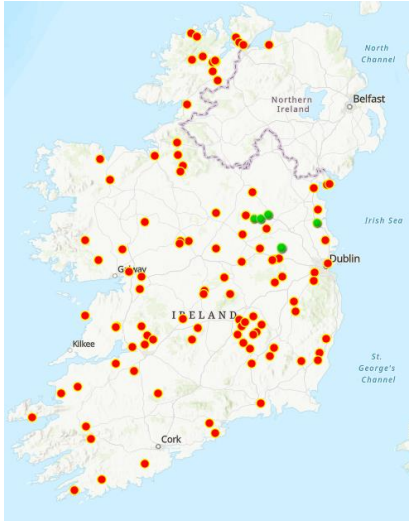 North
Channel
Belfast
Northern
Ireland
Irish Sea
Dublin
Galway
IRELAND
Kilkee
St.
George's
Channel
Cork